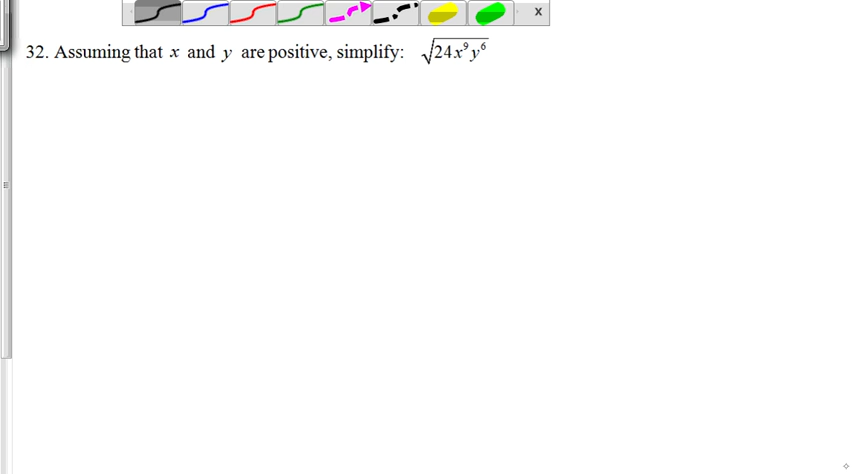 x
32. Assuming that x and y are positive, simplify: √24x⁹y⁶